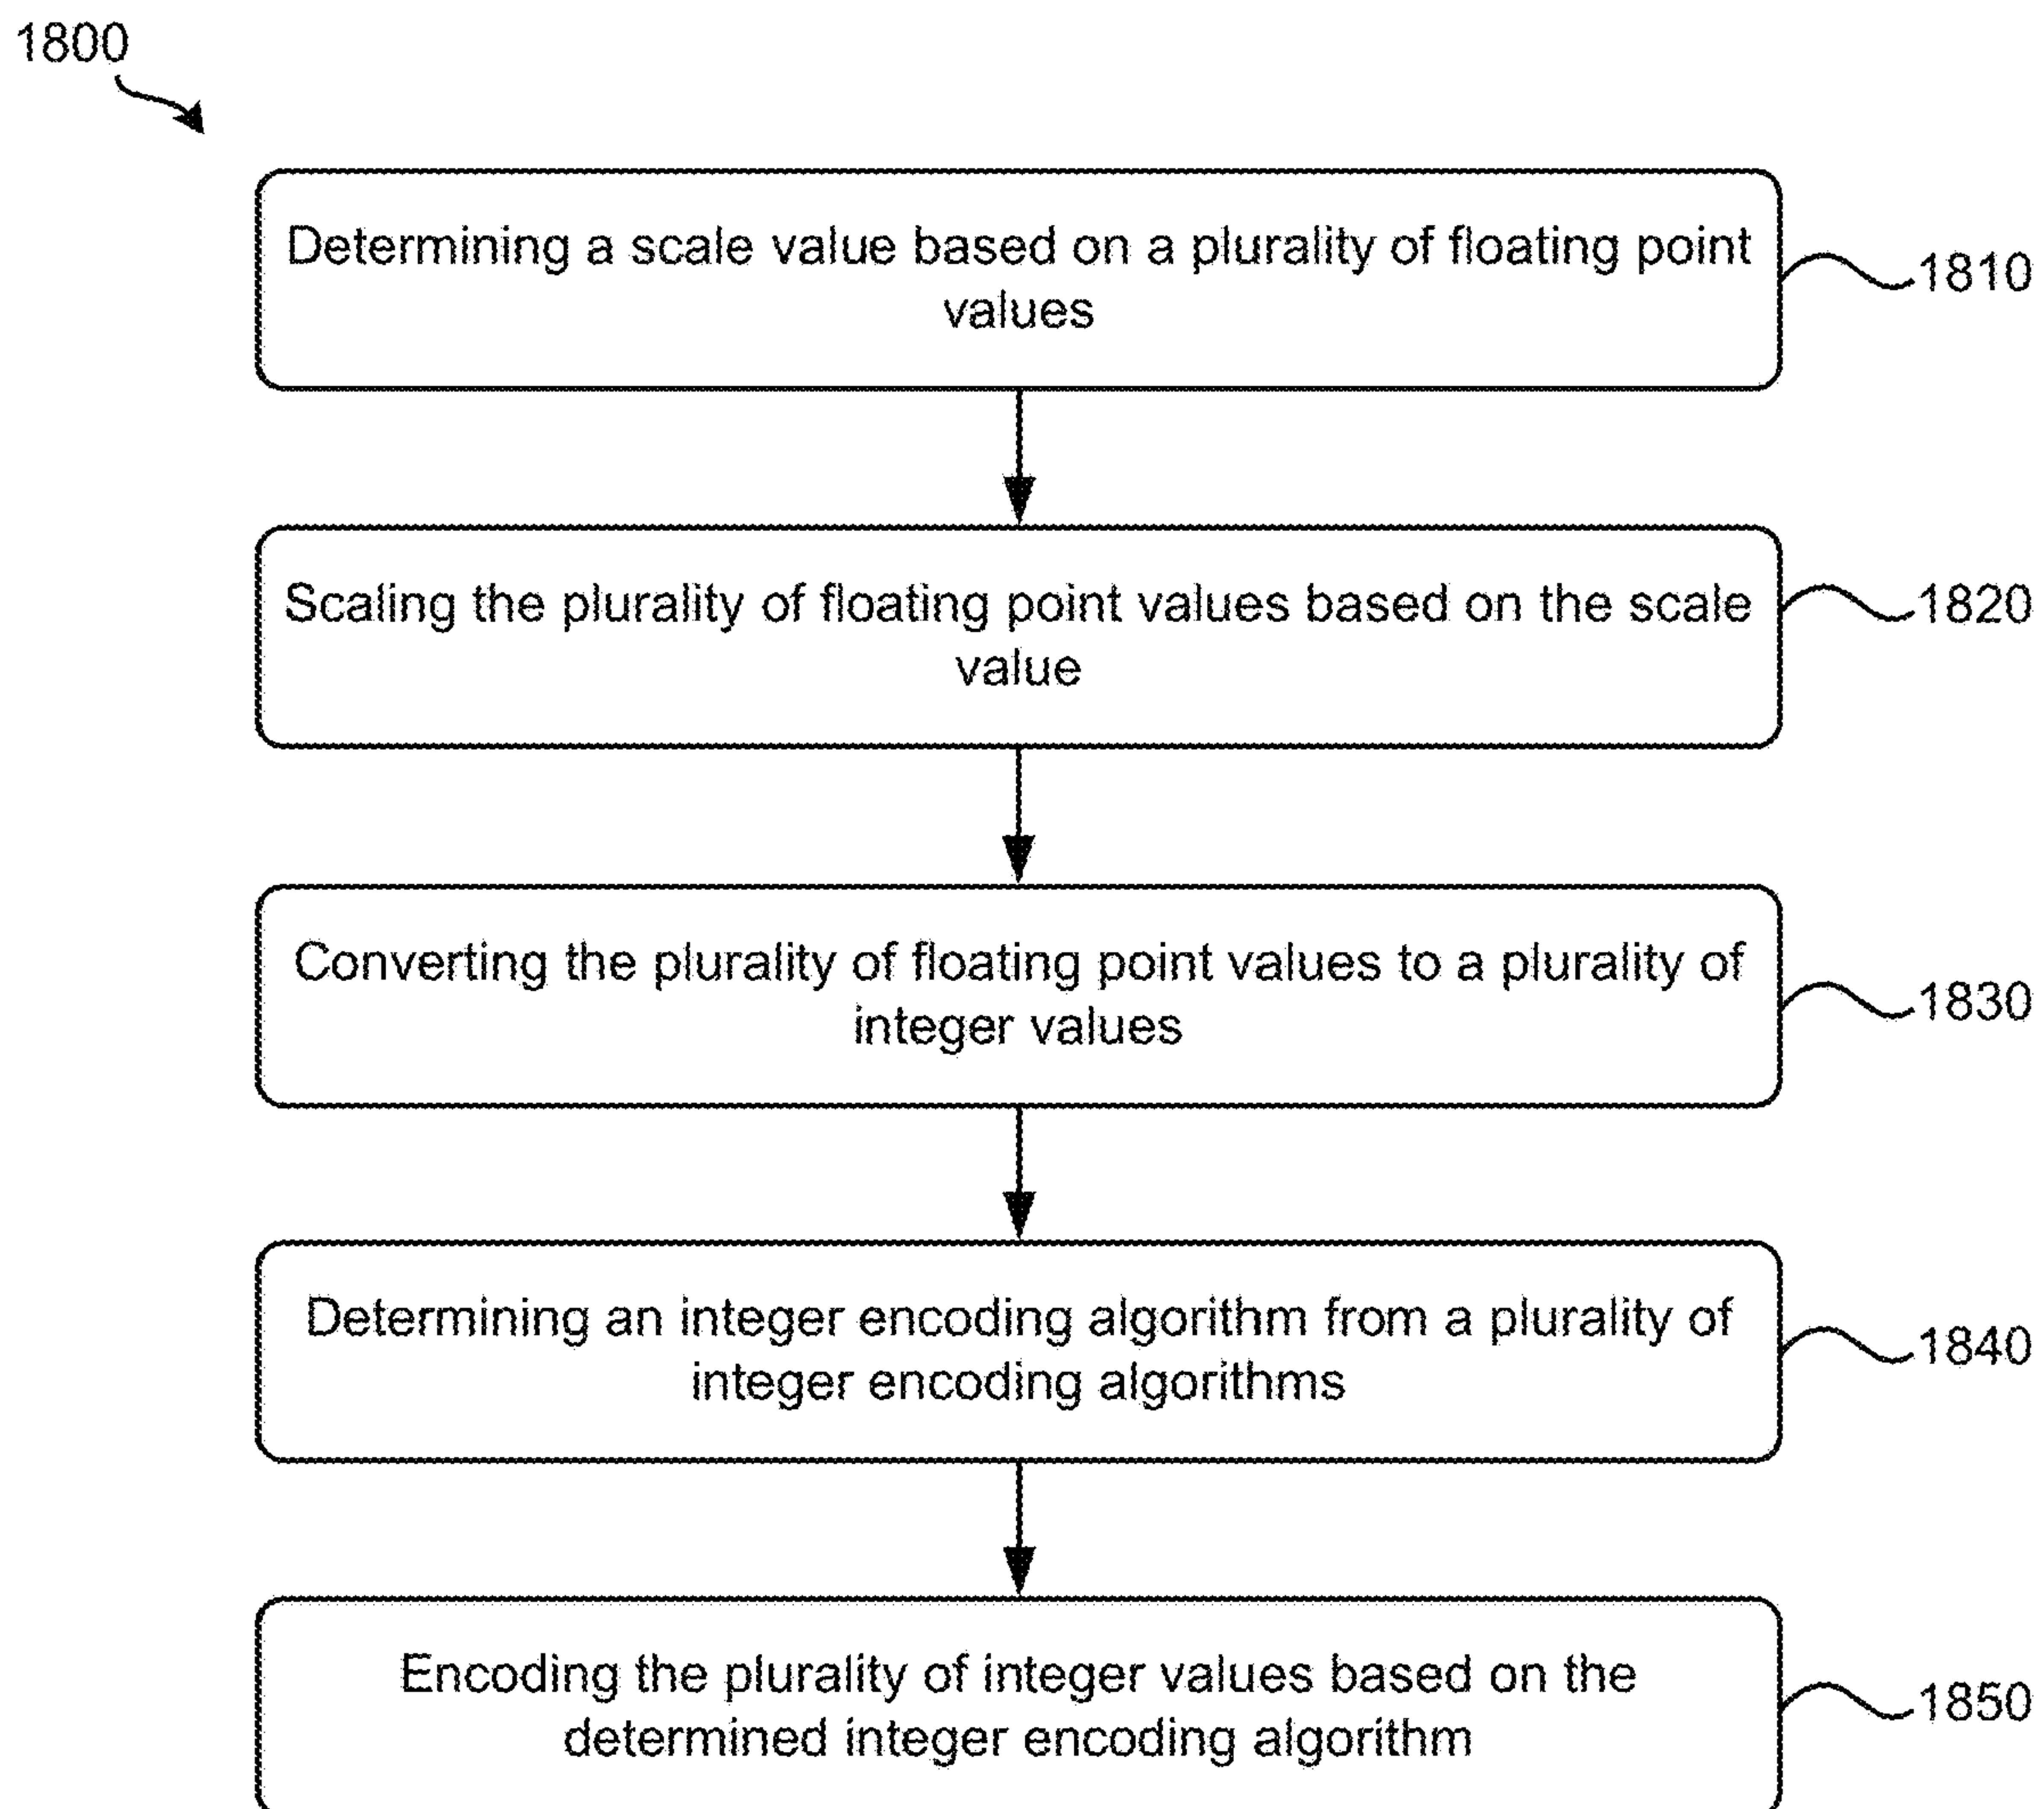 1800
Determining a scale value based on a plurality of floating point
values
1810
Scaling the plurality of floating point values based on the scale
value
1820
Converting the plurality of floating point values to a plurality of
integer values
1830
Determining an integer encoding algorithm from a plurality of
integer encoding algorithms
1840
Encoding the plurality of integer values based on the
determined integer encoding algorithm
1850